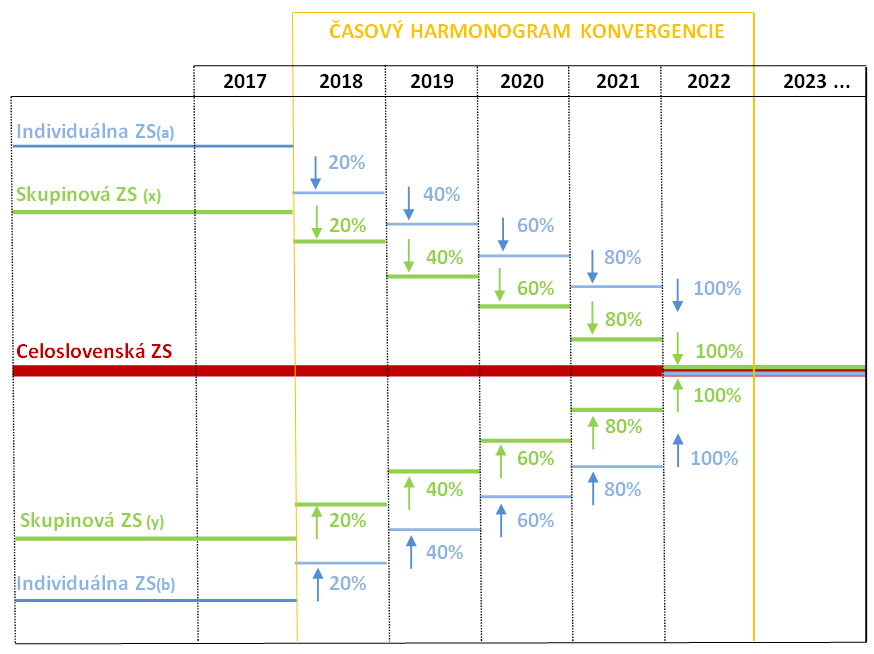 ČASOVÝ HARMONOGRAM KONVERGENCIE
2017 2018 2019 2020 2021 2022 2023 ...
Individuálna ZS(a)
20%
Skupinová ZS (x)
40%
20%
60%
40%
80%
60%
100%
80%
Celoslovenská ZS
100%
100%
80%
60%
100%
40%
80%
Skupinová ZS (y)
20%
60%
40%
Individuálna ZS(b)
20%